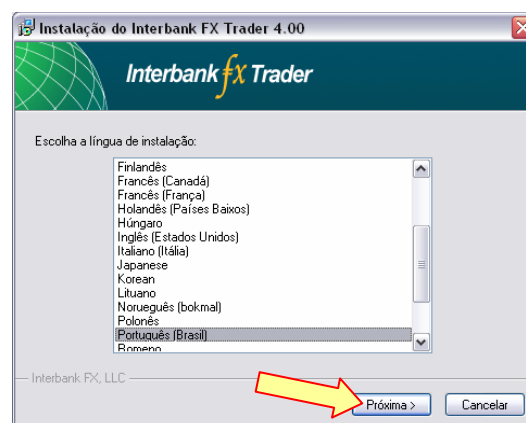 Instalação do Interbank FX Trader 4.00
Interbank fx Trader
Escolha a língua de instalação:
Finlandês
Francês (Canadá)
Francês (França)
Holandês (Países Baixos)
Húngaro
Inglês (Estados Unidos)
Italiano (Itália)
Japanese
Korean
Lituano
Norueguês (bokmal)
Polonês
Português (Brasil)
Romeno
Interbank FX, LLC
Próxima > Cancelar